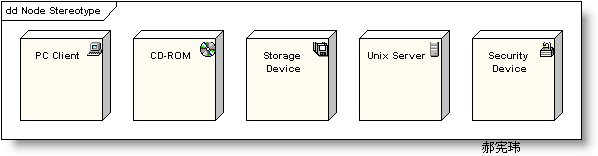 dd Node Stereotype
PC Client
CD-ROM
Storage
Device
Unix Server
Security
Device
郝宪玮